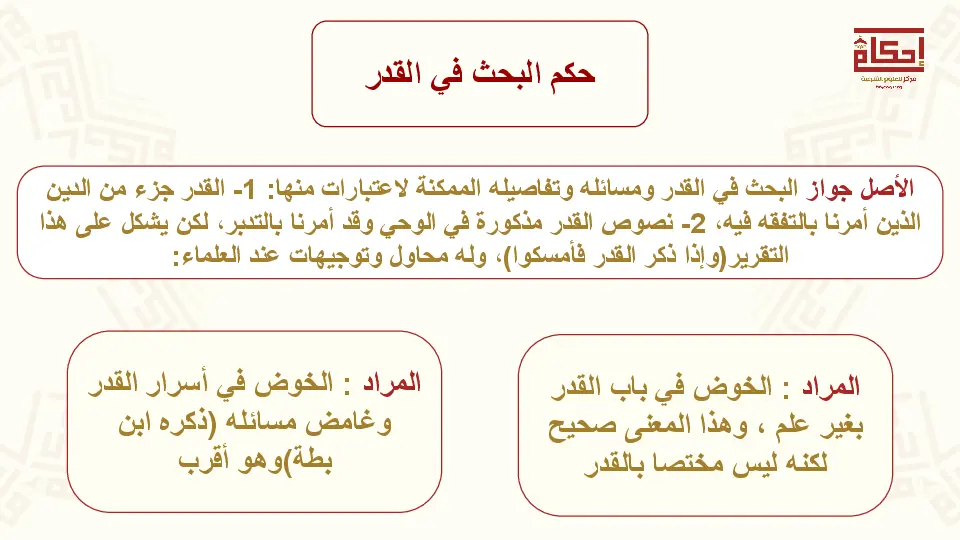 إحكام
مركز للعلوم الشرعية
حكم البحث في القدر
الأصل جواز البحث في القدر ومسائله وتفاصيله الممكنة لاعتبارات منها: 1- القدر جزء من الدين
الذين أمرنا بالتفقه فيه، 2- نصوص القدر مذكورة في الوحي وقد أمرنا بالتدبر، لكن يشكل على هذا
التقرير(وإذا ذكر القدر فأمسكوا)، وله محاول وتوجيهات عند العلماء:
المراد : الخوض في باب القدر
بغير علم ، وهذا المعنى صحيح
لكنه ليس مختصا بالقدر
المراد : الخوض في أسرار القدر
وغامض مسائله (ذكره ابن
بطة)وهو أقرب